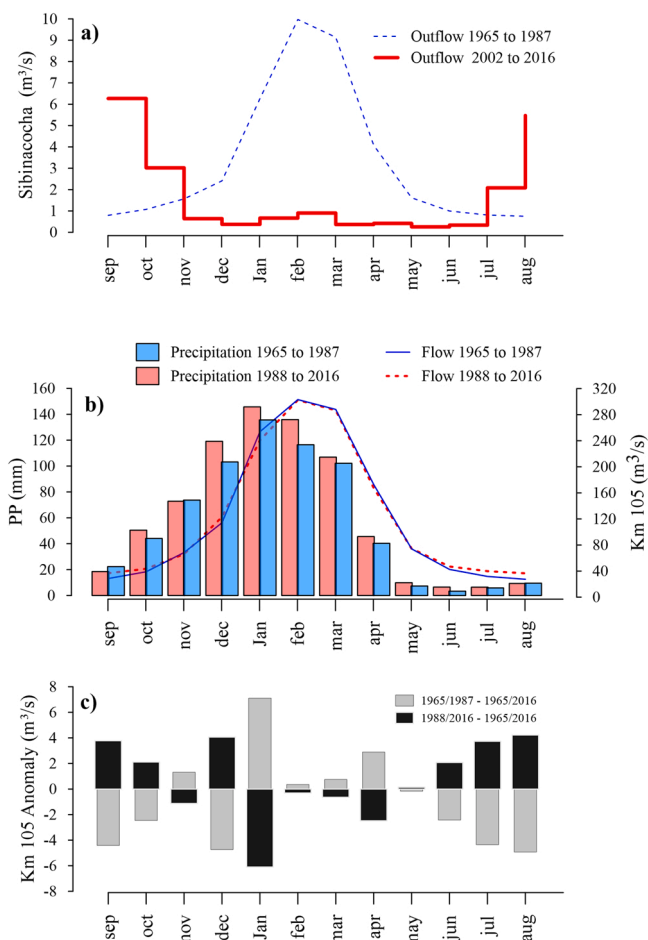 a)
Outflow 1965 to 1987
Outflow 2002 to 2016
Sibinacocha (m³/s)
10
9
8
7
6
5
4
3
2
1
0
sep
oct
nov
dec
Jan
feb
mar
apr
may
jun
jul
aug
Precipitation 1965 to 1987
Precipitation 1988 to 2016
Flow 1965 to 1987
Flow 1988 to 2016
b)
PP (mm)
160
140
120
100
80
60
40
20
0
Km 105 (m³/s)
320
280
240
200
160
120
80
40
0
sep
oct
nov
dec
Jan
feb
mar
apr
may
jun
jul
aug
c)
1965/1987 - 1965/2016
1988/2016 - 1965/2016
Km 105 Anomaly (m³/s)
8
6
4
2
0
-2
-4
-6
-8
sep
oct
nov
dec
Jan
feb
mar
apr
may
jun
jul
aug